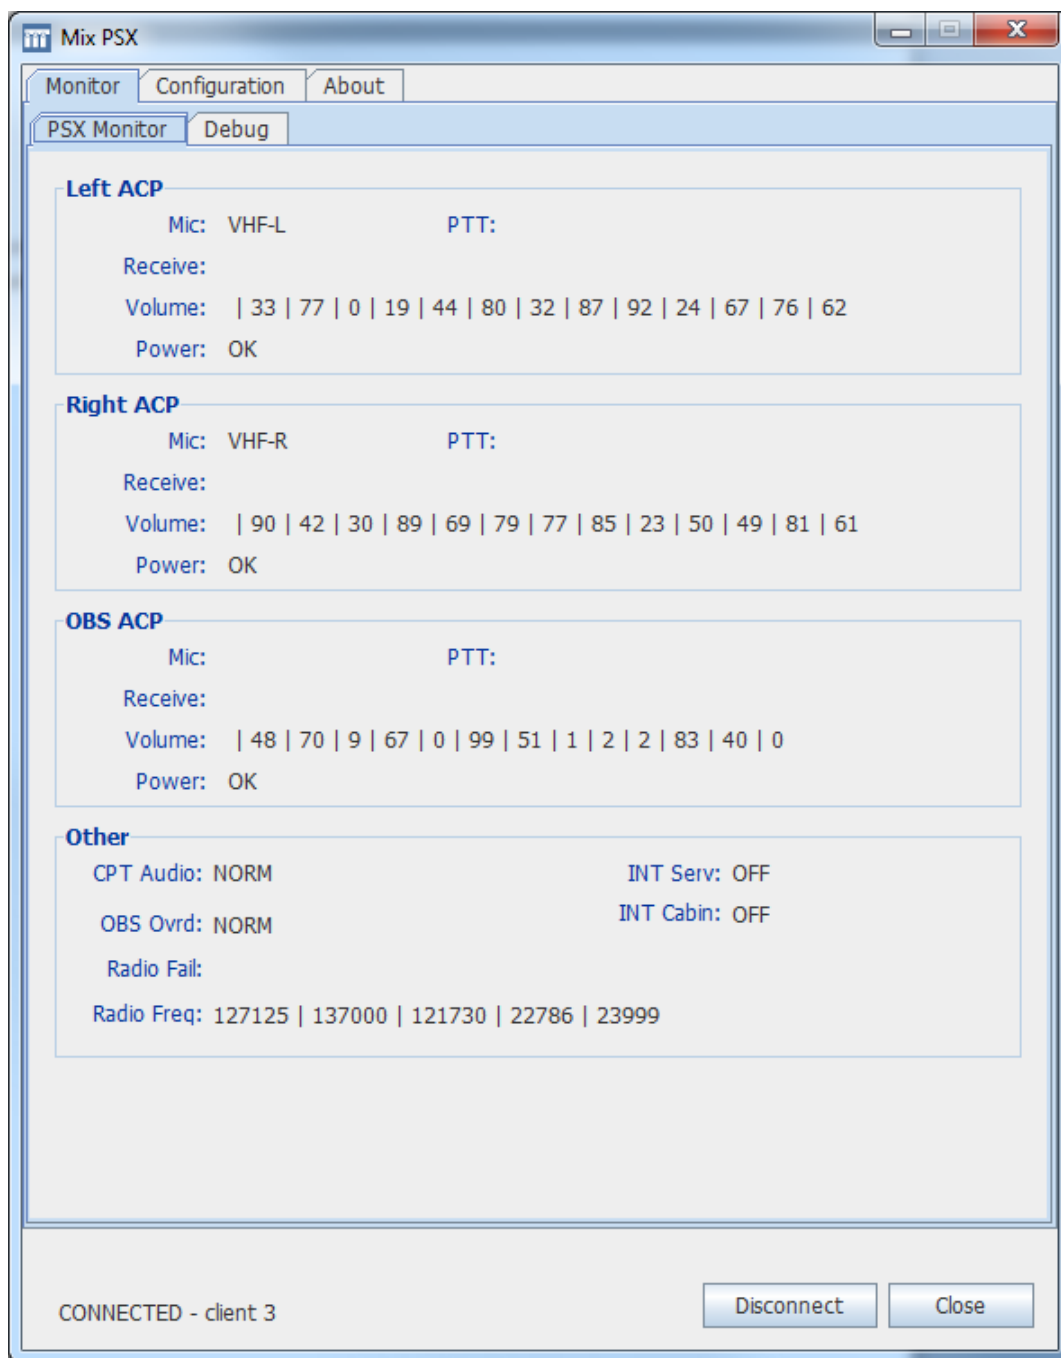 Mix PSX
Monitor Configuration About
PSX Monitor Debug
Left ACP
Mic: VHF-L PTT:
Receive:
Volume: | 33 | 77 | 0 | 19 | 44 | 80 | 32 | 87 | 92 | 24 | 67 | 76 | 62
Power: OK
Right ACP
Mic: VHF-R PTT:
Receive:
Volume: | 90 | 42 | 30 | 89 | 69 | 79 | 77 | 85 | 23 | 50 | 49 | 81 | 61
Power: OK
OBS ACP
Mic: PTT:
Receive:
Volume: | 48 | 70 | 9 | 67 | 0 | 99 | 51 | 1 | 2 | 2 | 83 | 40 | 0
Power: OK
Other
CPT Audio: NORM INT Serv: OFF
OBS Ovrd: NORM INT Cabin: OFF
Radio Fail:
Radio Freq: 127125 | 137000 | 121730 | 22786 | 23999
CONNECTED - client 3 Disconnect Close